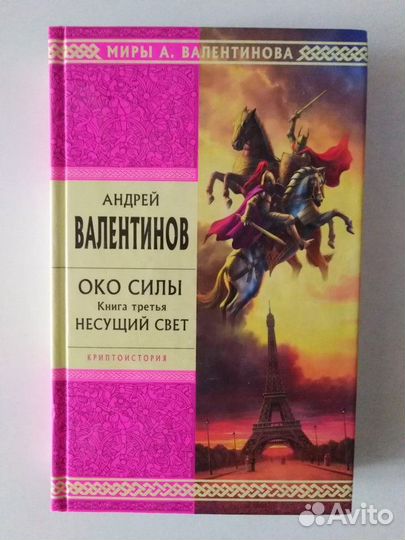 МИРЫ А. ВАЛЕНТИНОВА
АНДРЕЙ
ВАЛЕНТИНОВ
ОКО СИЛЫ
Книга третья
НЕСУЩИЙ СВЕТ
КРИПТОИСТОРИЯ
Avito